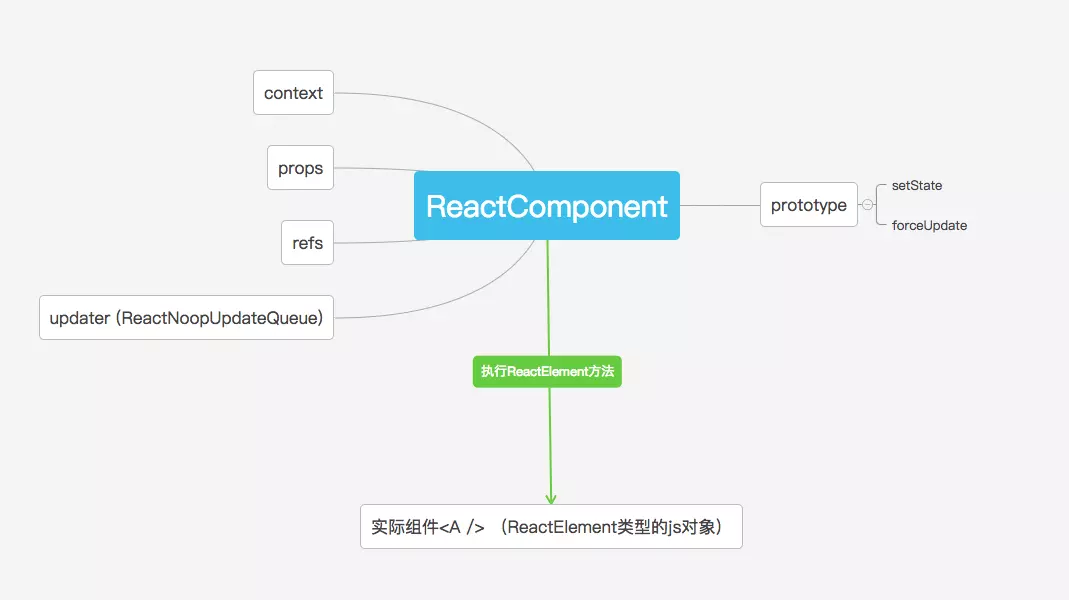 context
props
refs
updater (ReactNoopUpdateQueue)
ReactComponent
prototype
setState
forceUpdate
执行ReactElement方法
实际组件<A /> （ReactElement类型的js对象）